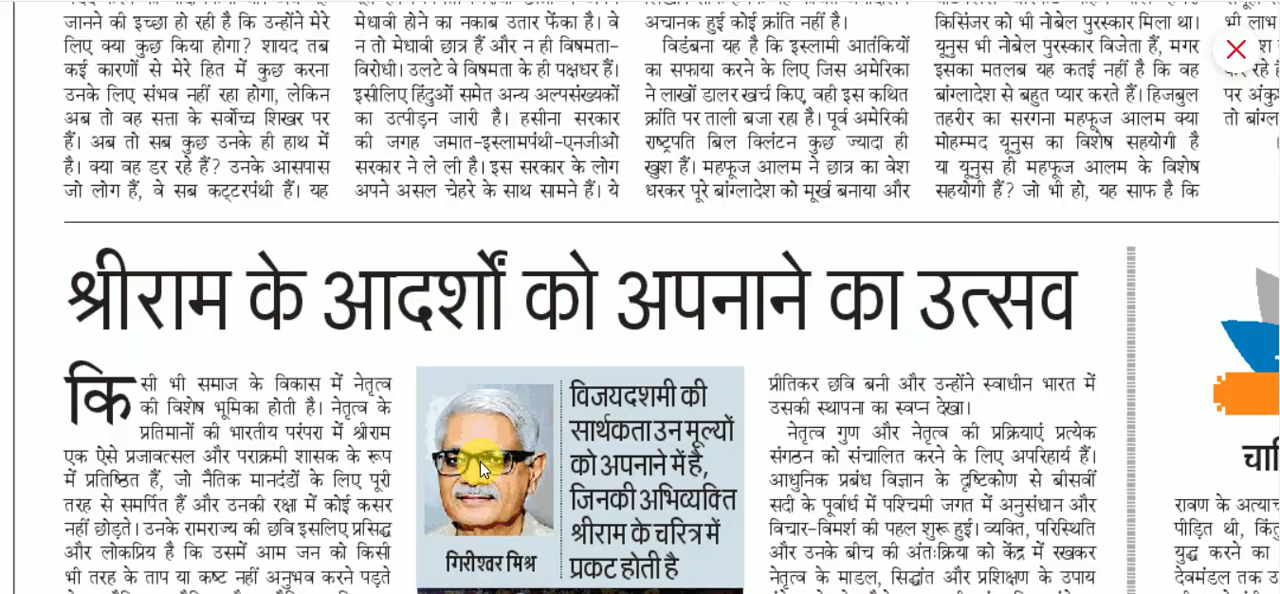 जानने की इच्छा हो रही है कि उन्होंने मेरे
लिए क्या कुछ किया होगा? शायद तब
कई कारणों से मेरे हित में कुछ करना
उनके लिए संभव नहीं रहा होगा, लेकिन
अब तो वह सत्ता के सर्वोच्च शिखर पर
हैं। अब तो सब कुछ उनके ही हाथ में
है। क्या वह डर रहे हैं? उनके आसपास
जो लोग हैं, वे सब कट्टरपंथी हैं। यह
मेधावी होने का नकाब उतार फेंका है। वे
न तो मेधावी छात्र हैं और न ही विषमता-
विरोधी। उलटे वे विषमता के ही पक्षधर हैं।
इसीलिए हिंदुओं समेत अन्य अल्पसंख्यकों
का उत्पीड़न जारी है। हसीना सरकार
की जगह जमात-इस्लामपंथी-एनजीओ
सरकार ने ले ली है। इस सरकार के लोग
अपने असल चेहरे के साथ सामने हैं। ये
अचानक हुई कोई क्रांति नहीं है।
विडंबना यह है कि इस्लामी आतंकियों
का सफाया करने के लिए जिस अमेरिका
ने लाखों डालर खर्च किए, वही इस कथित
क्रांति पर ताली बजा रहा है। पूर्व अमेरिकी
राष्ट्रपति बिल क्लिंटन कुछ ज्यादा ही
खुश हैं। महफूज आलम ने छात्र का वेश
धरकर पूरे बांग्लादेश को मूर्ख बनाया और
किसिंजर को भी नोबेल पुरस्कार मिला था।
यूनुस भी नोबेल पुरस्कार विजेता हैं, मगर
इसका मतलब यह कतई नहीं है कि वह
बांग्लादेश से बहुत प्यार करते हैं। हिजबुल
तहरीर का सरगना महफूज आलम क्या
मोहम्मद यूनुस का विशेष सहयोगी है
या यूनुस ही महफूज आलम के विशेष
सहयोगी हैं? जो भी हो, यह साफ है कि
भी लाभ
रहे
पर अंकु
तो बांग्ल
श्रीराम के आदर्शों को अपनाने का उत्सव
किसी भी समाज के विकास में नेतृत्व
की विशेष भूमिका होती है। नेतृत्व के
प्रतिमानों की भारतीय परंपरा में श्रीराम
एक ऐसे प्रजावत्सल और पराक्रमी शासक के रूप
में प्रतिष्ठित हैं, जो नैतिक मानदंडों के लिए पूरी
तरह से समर्पित हैं और उनकी रक्षा में कोई कसर
नहीं छोड़ते। उनके रामराज्य की छवि इसलिए प्रसिद्ध
और लोकप्रिय है कि उसमें आम जन को किसी
भी तरह के ताप या कष्ट नहीं अनुभव करने पड़ते
गिरीश्वर मिश्र
विजयदशमी की
सार्थकता उन मूल्यों
को अपनाने में है,
जिनकी अभिव्यक्ति
श्रीराम के चरित्र में
प्रकट होती है
प्रीतिकर छवि बनी और उन्होंने स्वाधीन भारत में
उसकी स्थापना का स्वप्न देखा।
नेतृत्व गुण और नेतृत्व की प्रक्रियाएं प्रत्येक
संगठन को संचालित करने के लिए अपरिहार्य हैं।
आधुनिक प्रबंध विज्ञान के दृष्टिकोण से बीसवीं
सदी के पूर्वार्ध में पश्चिमी जगत में अनुसंधान और
विचार-विमर्श की पहल शुरू हुई। व्यक्ति, परिस्थिति
और उनके बीच की अंतःक्रिया को केंद्र में रखकर
नेतृत्व के माडल, सिद्धांत और प्रशिक्षण के उपाय
चारि
रावण के अत्याच
पीड़ित थी, किंतु
युद्ध करने का
देवमंडल तक उ